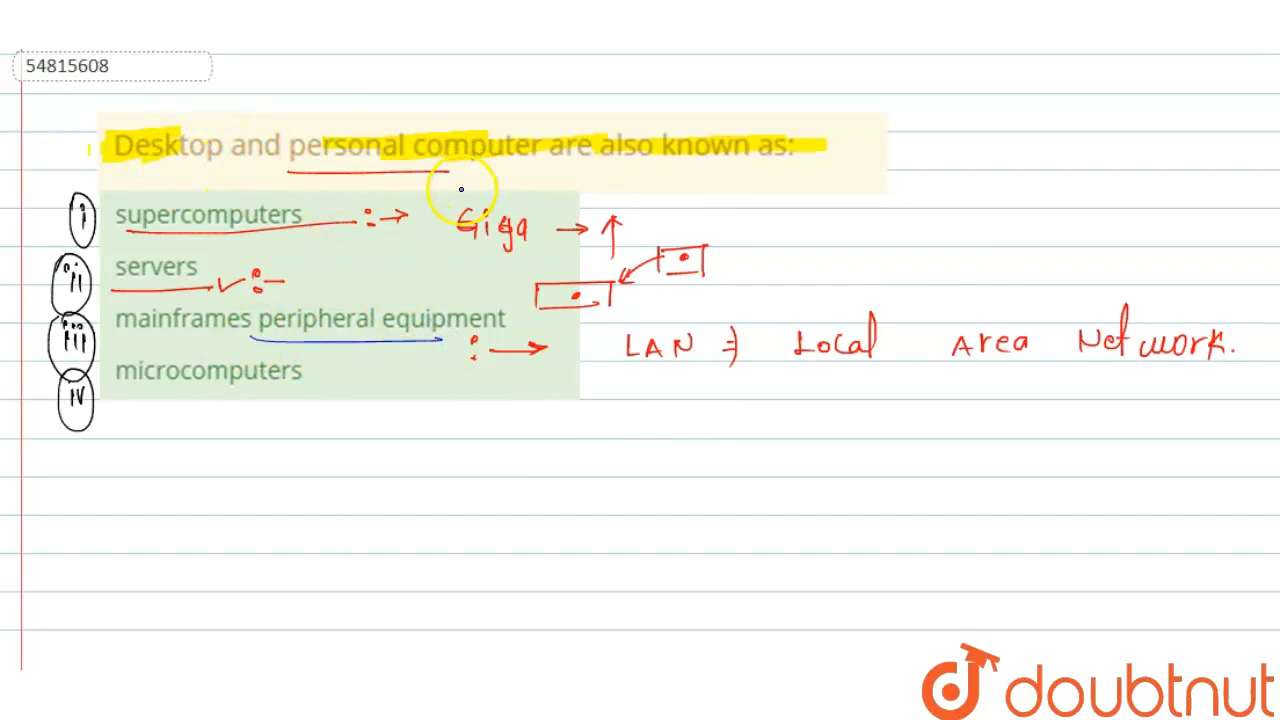 54815608
Desktop and personal computer are also known as:
i supercomputers :→ Giga → ↑
ii servers ✓ :–
iii mainframes peripheral equipment :→ LAN ⇒ Local Area Network.
iv microcomputers
doubtnut